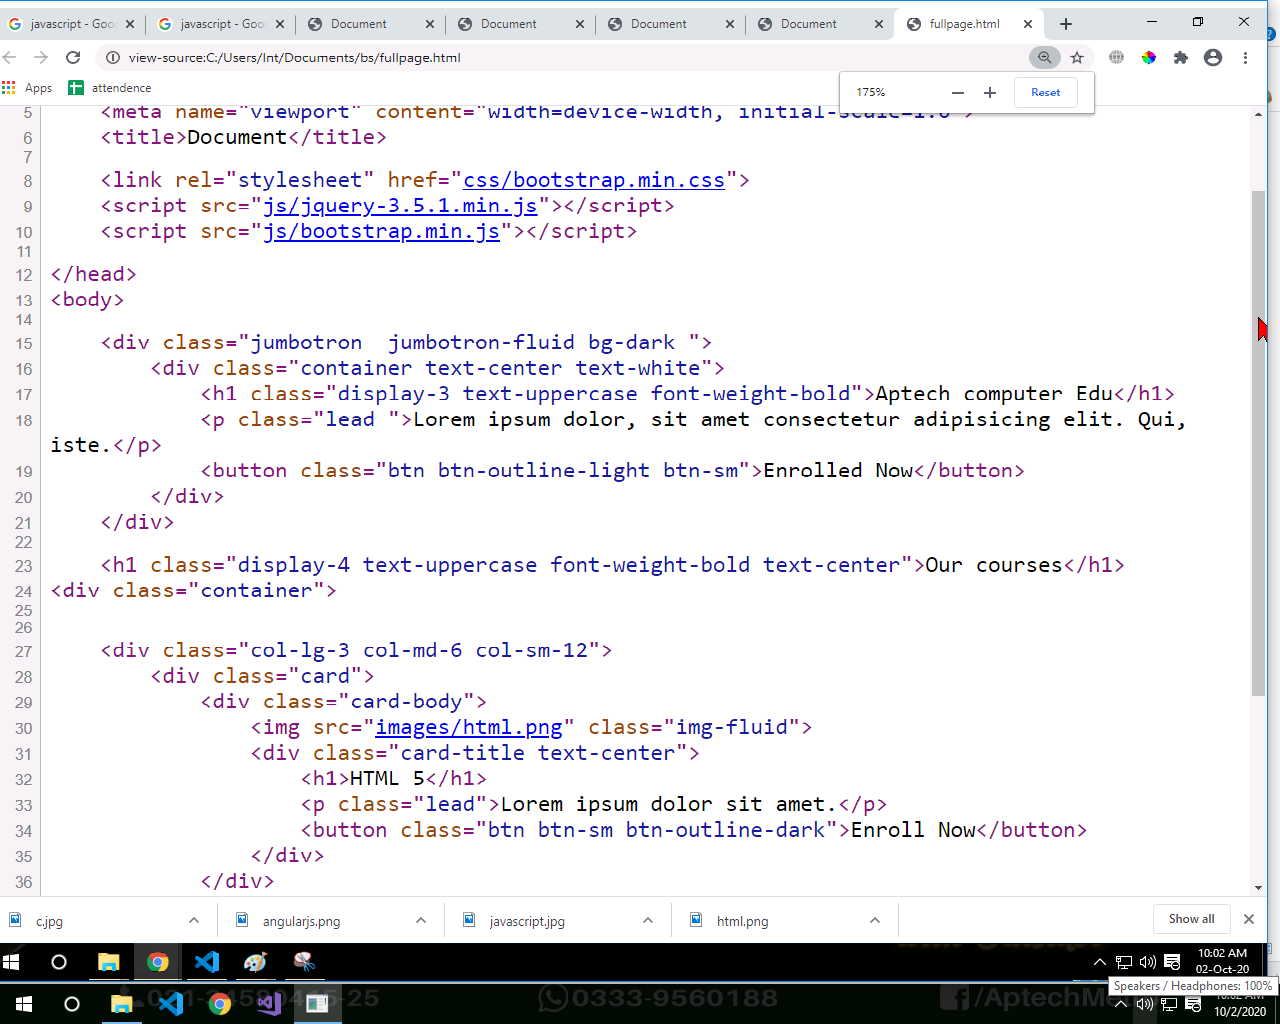 javascript - Goo
javascript - Goo
Document
Document
Document
Document
fullpage.html
view-source:C:/Users/Int/Documents/bs/fullpage.html
Apps
attendence
175%
Reset
5 <meta name="viewport" content="width=device-width, initial-scale=1.0">
6 <title>Document</title>
7
8 <link rel="stylesheet" href="css/bootstrap.min.css">
9 <script src="js/jquery-3.5.1.min.js"></script>
10 <script src="js/bootstrap.min.js"></script>
11
12 </head>
13 <body>
14
15 <div class="jumbotron  jumbotron-fluid bg-dark ">
16 <div class="container text-center text-white">
17 <h1 class="display-3 text-uppercase font-weight-bold">Aptech computer Edu</h1>
18 <p class="lead ">Lorem ipsum dolor, sit amet consectetur adipisicing elit. Qui,
iste.</p>
19 <button class="btn btn-outline-light btn-sm">Enrolled Now</button>
20 </div>
21 </div>
22
23 <h1 class="display-4 text-uppercase font-weight-bold text-center">Our courses</h1>
24 <div class="container">
25
26
27 <div class="col-lg-3 col-md-6 col-sm-12">
28 <div class="card">
29 <div class="card-body">
30 <img src="images/html.png" class="img-fluid">
31 <div class="card-title text-center">
32 <h1>HTML 5</h1>
33 <p class="lead">Lorem ipsum dolor sit amet.</p>
34 <button class="btn btn-sm btn-outline-dark">Enroll Now</button>
35 </div>
36 </div>
c.jpg
angularjs.png
javascript.jpg
html.png
Show all
10:02 AM
02-Oct-20
Speakers / Headphones: 100%
0333-9560188
10/2/2020